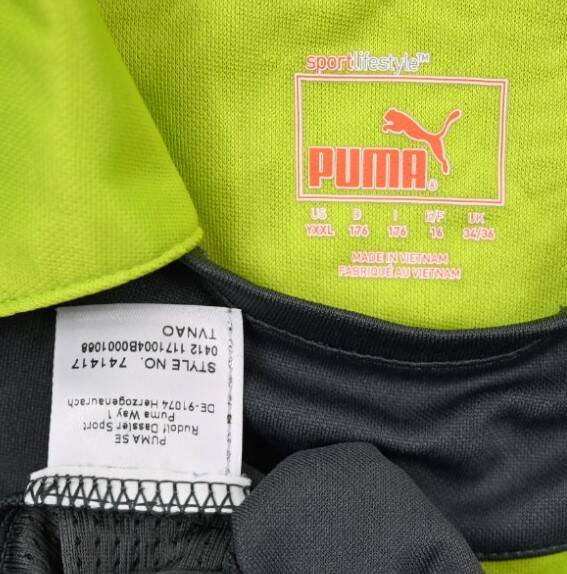 sportlifestyle™
PUMA®
US D I E/F UK
YXXL 176 176 16 34/36
MADE IN VIETNAM
FABRIQUÉ AU VIETNAM
PUMA SE
Rudolf Dassler Sport
Puma Way 1
DE-91074 Herzogenaurach
STYLE NO. 741417
0412 1171004B0001088
TVNAO